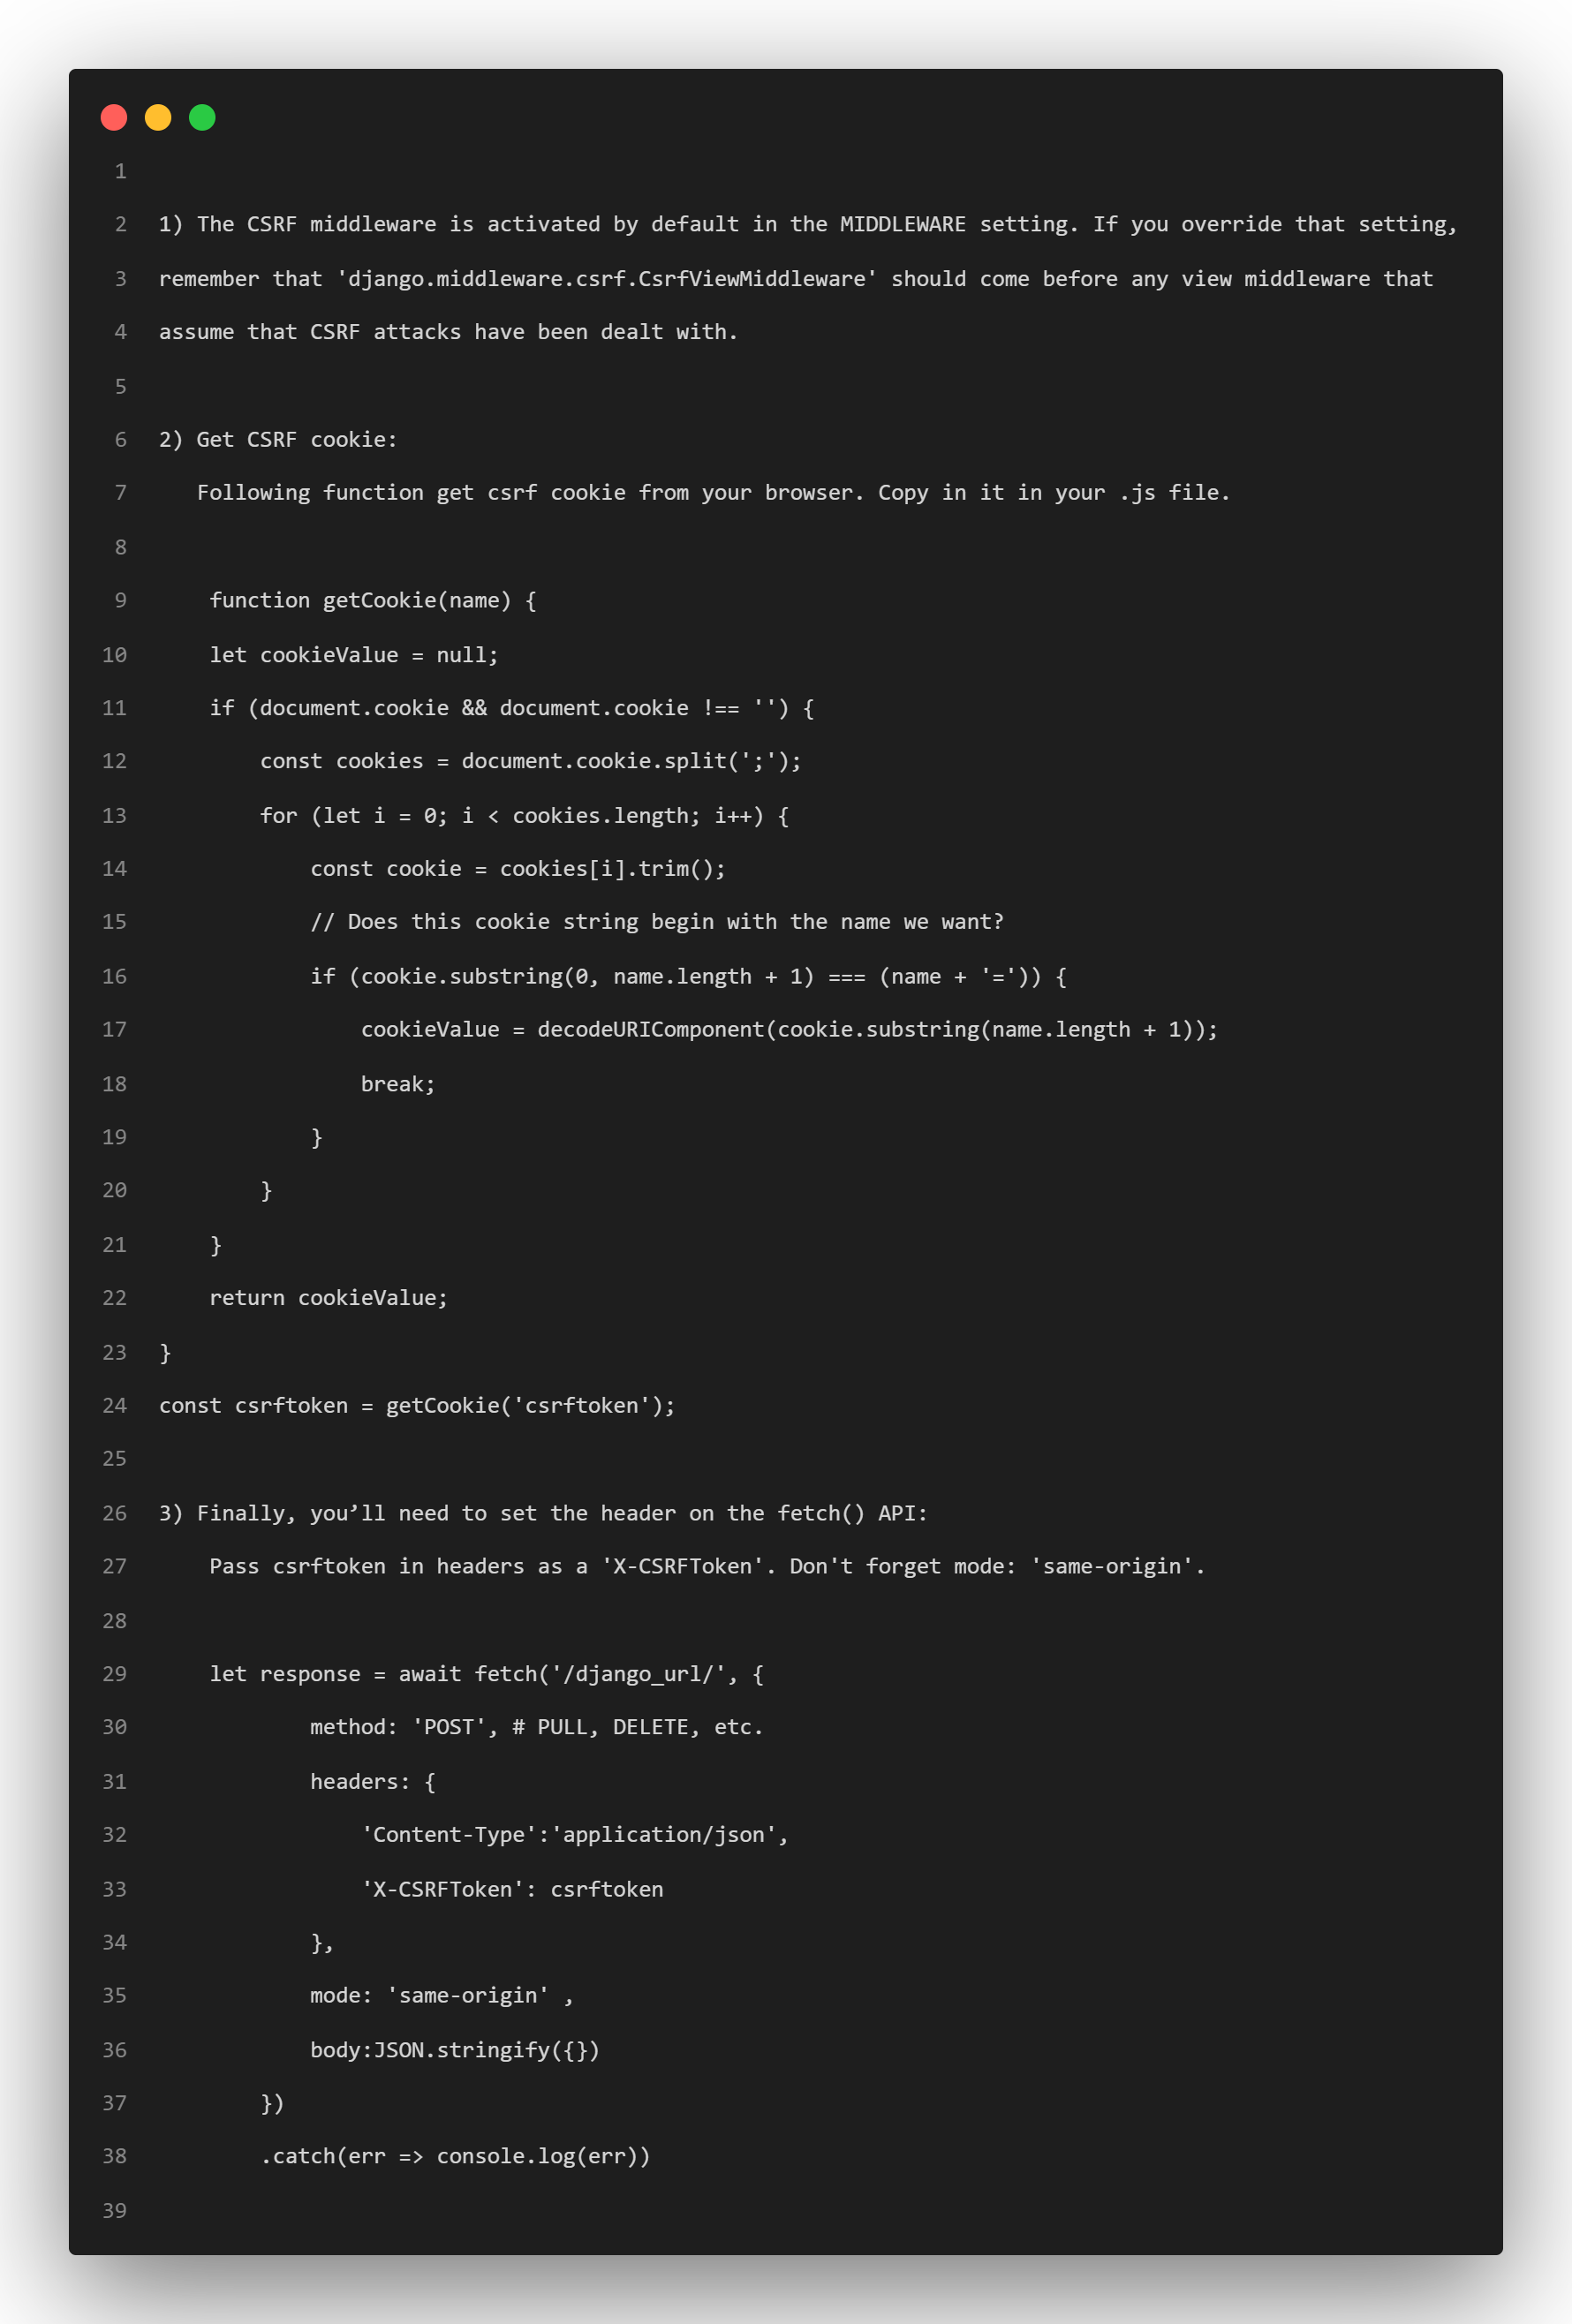 1
2 1) The CSRF middleware is activated by default in the MIDDLEWARE setting. If you override that setting,
3 remember that 'django.middleware.csrf.CsrfViewMiddleware' should come before any view middleware that
4 assume that CSRF attacks have been dealt with.
5
6 2) Get CSRF cookie:
7    Following function get csrf cookie from your browser. Copy in it in your .js file.
8
9     function getCookie(name) {
10     let cookieValue = null;
11     if (document.cookie && document.cookie !== '') {
12         const cookies = document.cookie.split(';');
13         for (let i = 0; i < cookies.length; i++) {
14             const cookie = cookies[i].trim();
15             // Does this cookie string begin with the name we want?
16             if (cookie.substring(0, name.length + 1) === (name + '=')) {
17                 cookieValue = decodeURIComponent(cookie.substring(name.length + 1));
18                 break;
19             }
20         }
21     }
22     return cookieValue;
23 }
24 const csrftoken = getCookie('csrftoken');
25
26 3) Finally, you’ll need to set the header on the fetch() API:
27     Pass csrftoken in headers as a 'X-CSRFToken'. Don't forget mode: 'same-origin'.
28
29     let response = await fetch('/django_url/', {
30             method: 'POST', # PULL, DELETE, etc.
31             headers: {
32                 'Content-Type':'application/json',
33                 'X-CSRFToken': csrftoken
34             },
35             mode: 'same-origin' ,
36             body:JSON.stringify({})
37         })
38         .catch(err => console.log(err))
39